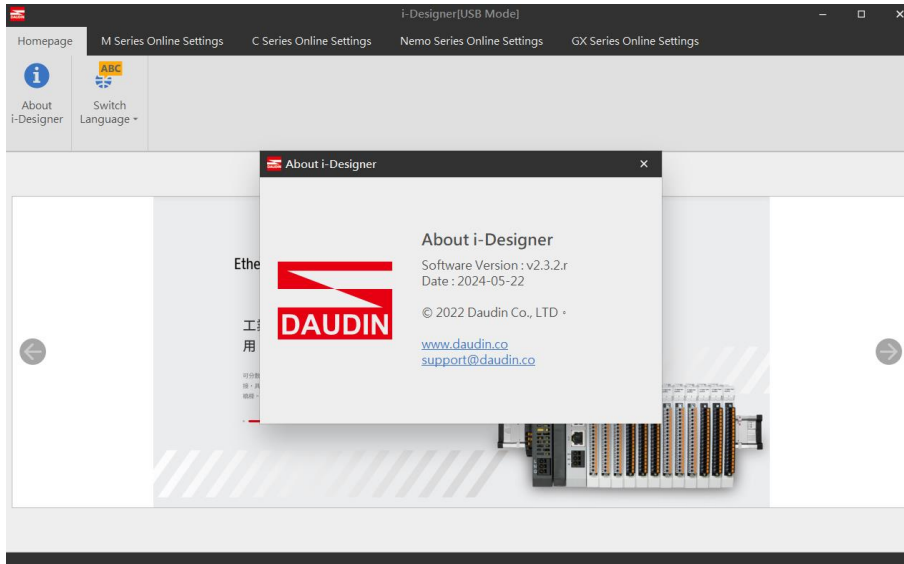 i-Designer[USB Mode]
Homepage
M Series Online Settings
C Series Online Settings
Nemo Series Online Settings
GX Series Online Settings
About
i-Designer
ABC
Switch
Language
About i-Designer
Ethe
用
DAUDIN
About i-Designer
Software Version : v2.3.2.r
Date : 2024-05-22
© 2022 Daudin Co., LTD。
www.daudin.co
support@daudin.co